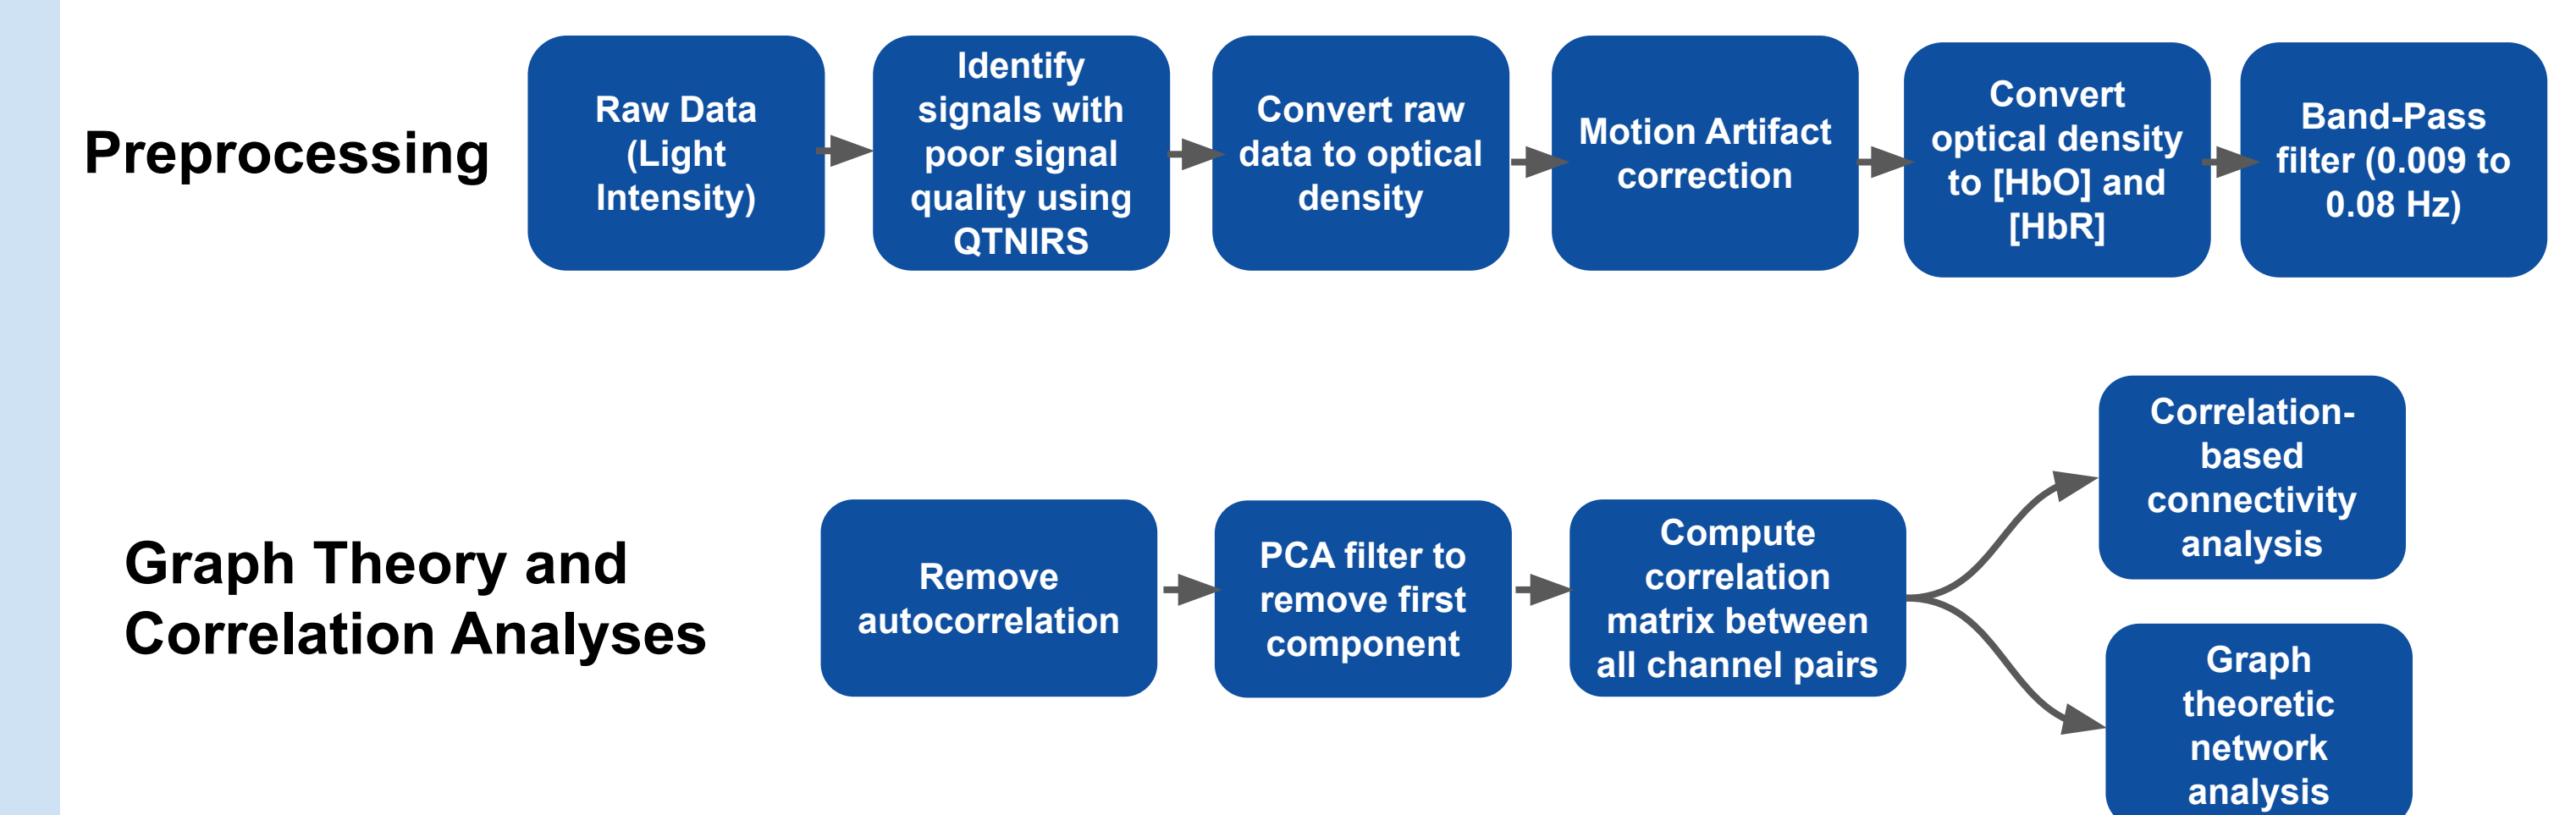 Preprocessing
Raw Data
(Light
Intensity)
Identify
signals with
poor signal
quality using
QTNIRS
Convert raw
data to optical
density
Motion Artifact
correction
Convert
optical density
to [HbO] and
[HbR]
Band-Pass
filter (0.009 to
0.08 Hz)
Graph Theory and
Correlation Analyses
Remove
autocorrelation
PCA filter to
remove first
component
Compute
correlation
matrix between
all channel pairs
Correlation-
based
connectivity
analysis
Graph
theoretic
network
analysis